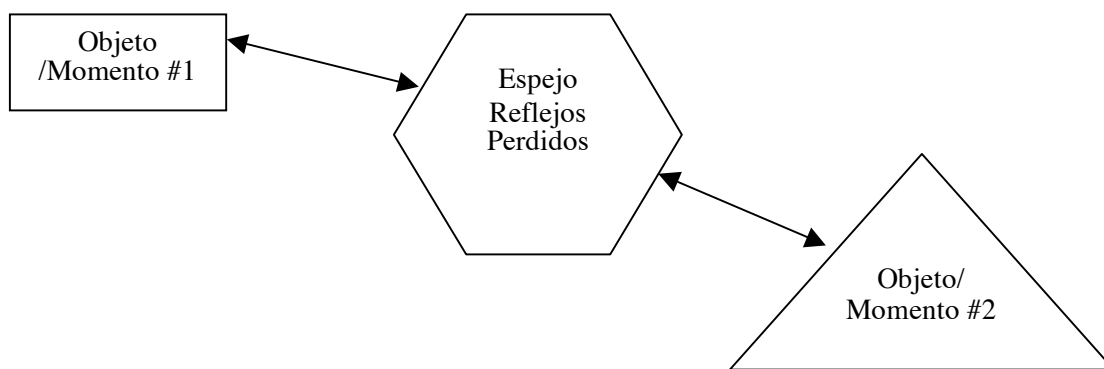 Objeto
/Momento #1
Espejo
Reflejos
Perdidos
Objeto/
Momento #2